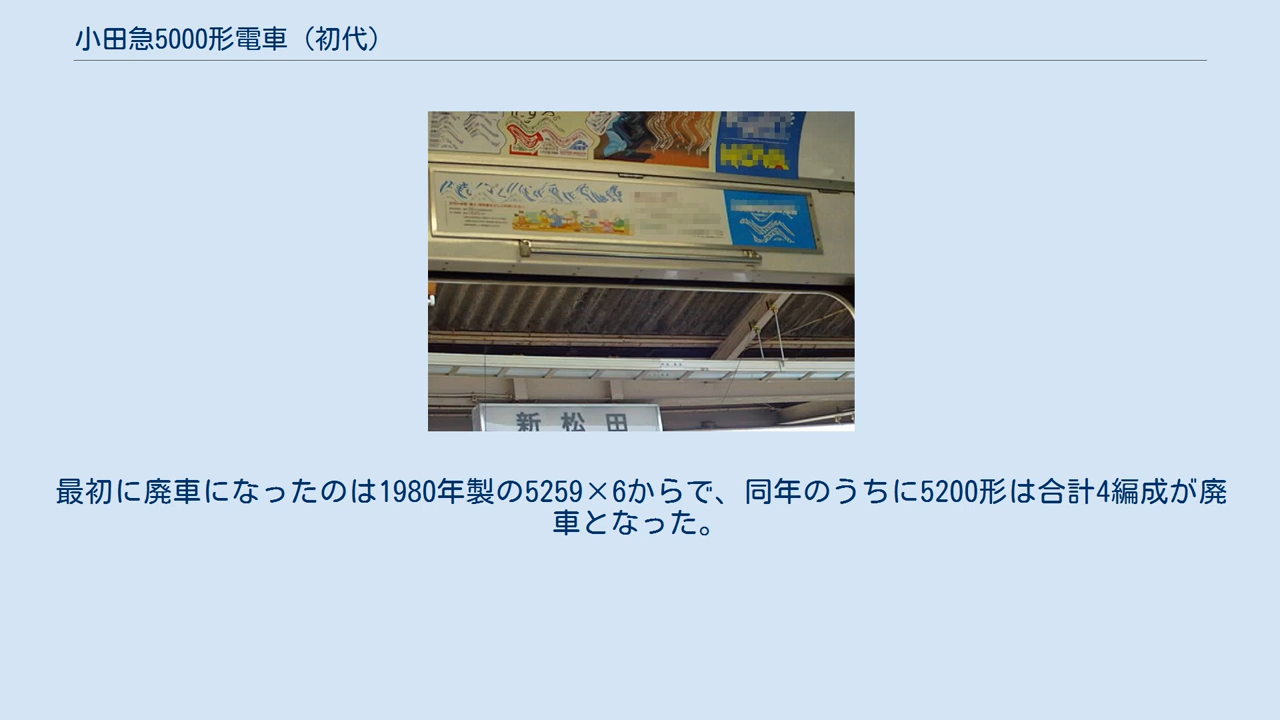 小田急5000形電車（初代）
新松田
最初に廃車になったのは1980年製の5259×6からで、同年のうちに5200形は合計4編成が廃
車となった。